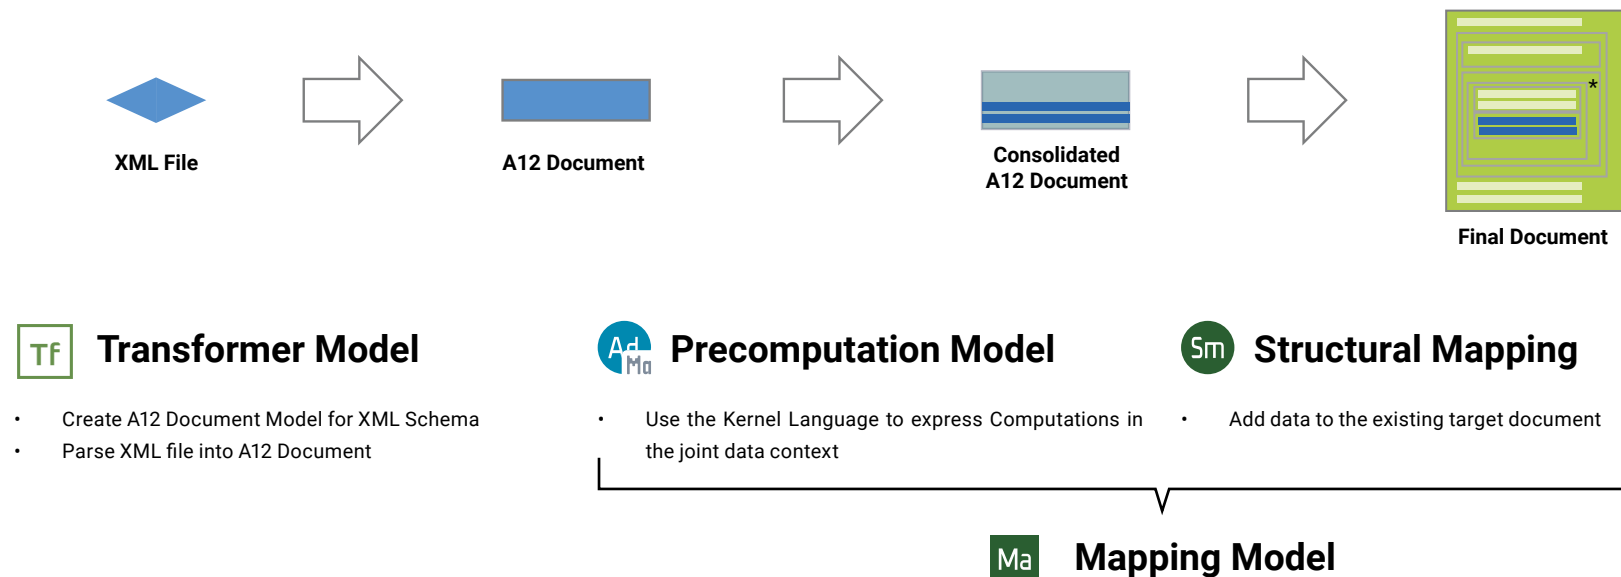 *
XML File
A12 Document
Consolidated
A12 Document
Final Document
Tf
Transformer Model
Ad
Ma
Precomputation Model
Sm
Structural Mapping
• Create A12 Document Model for XML Schema
• Parse XML file into A12 Document
• Use the Kernel Language to express Computations in
the joint data context
• Add data to the existing target document
Ma
Mapping Model